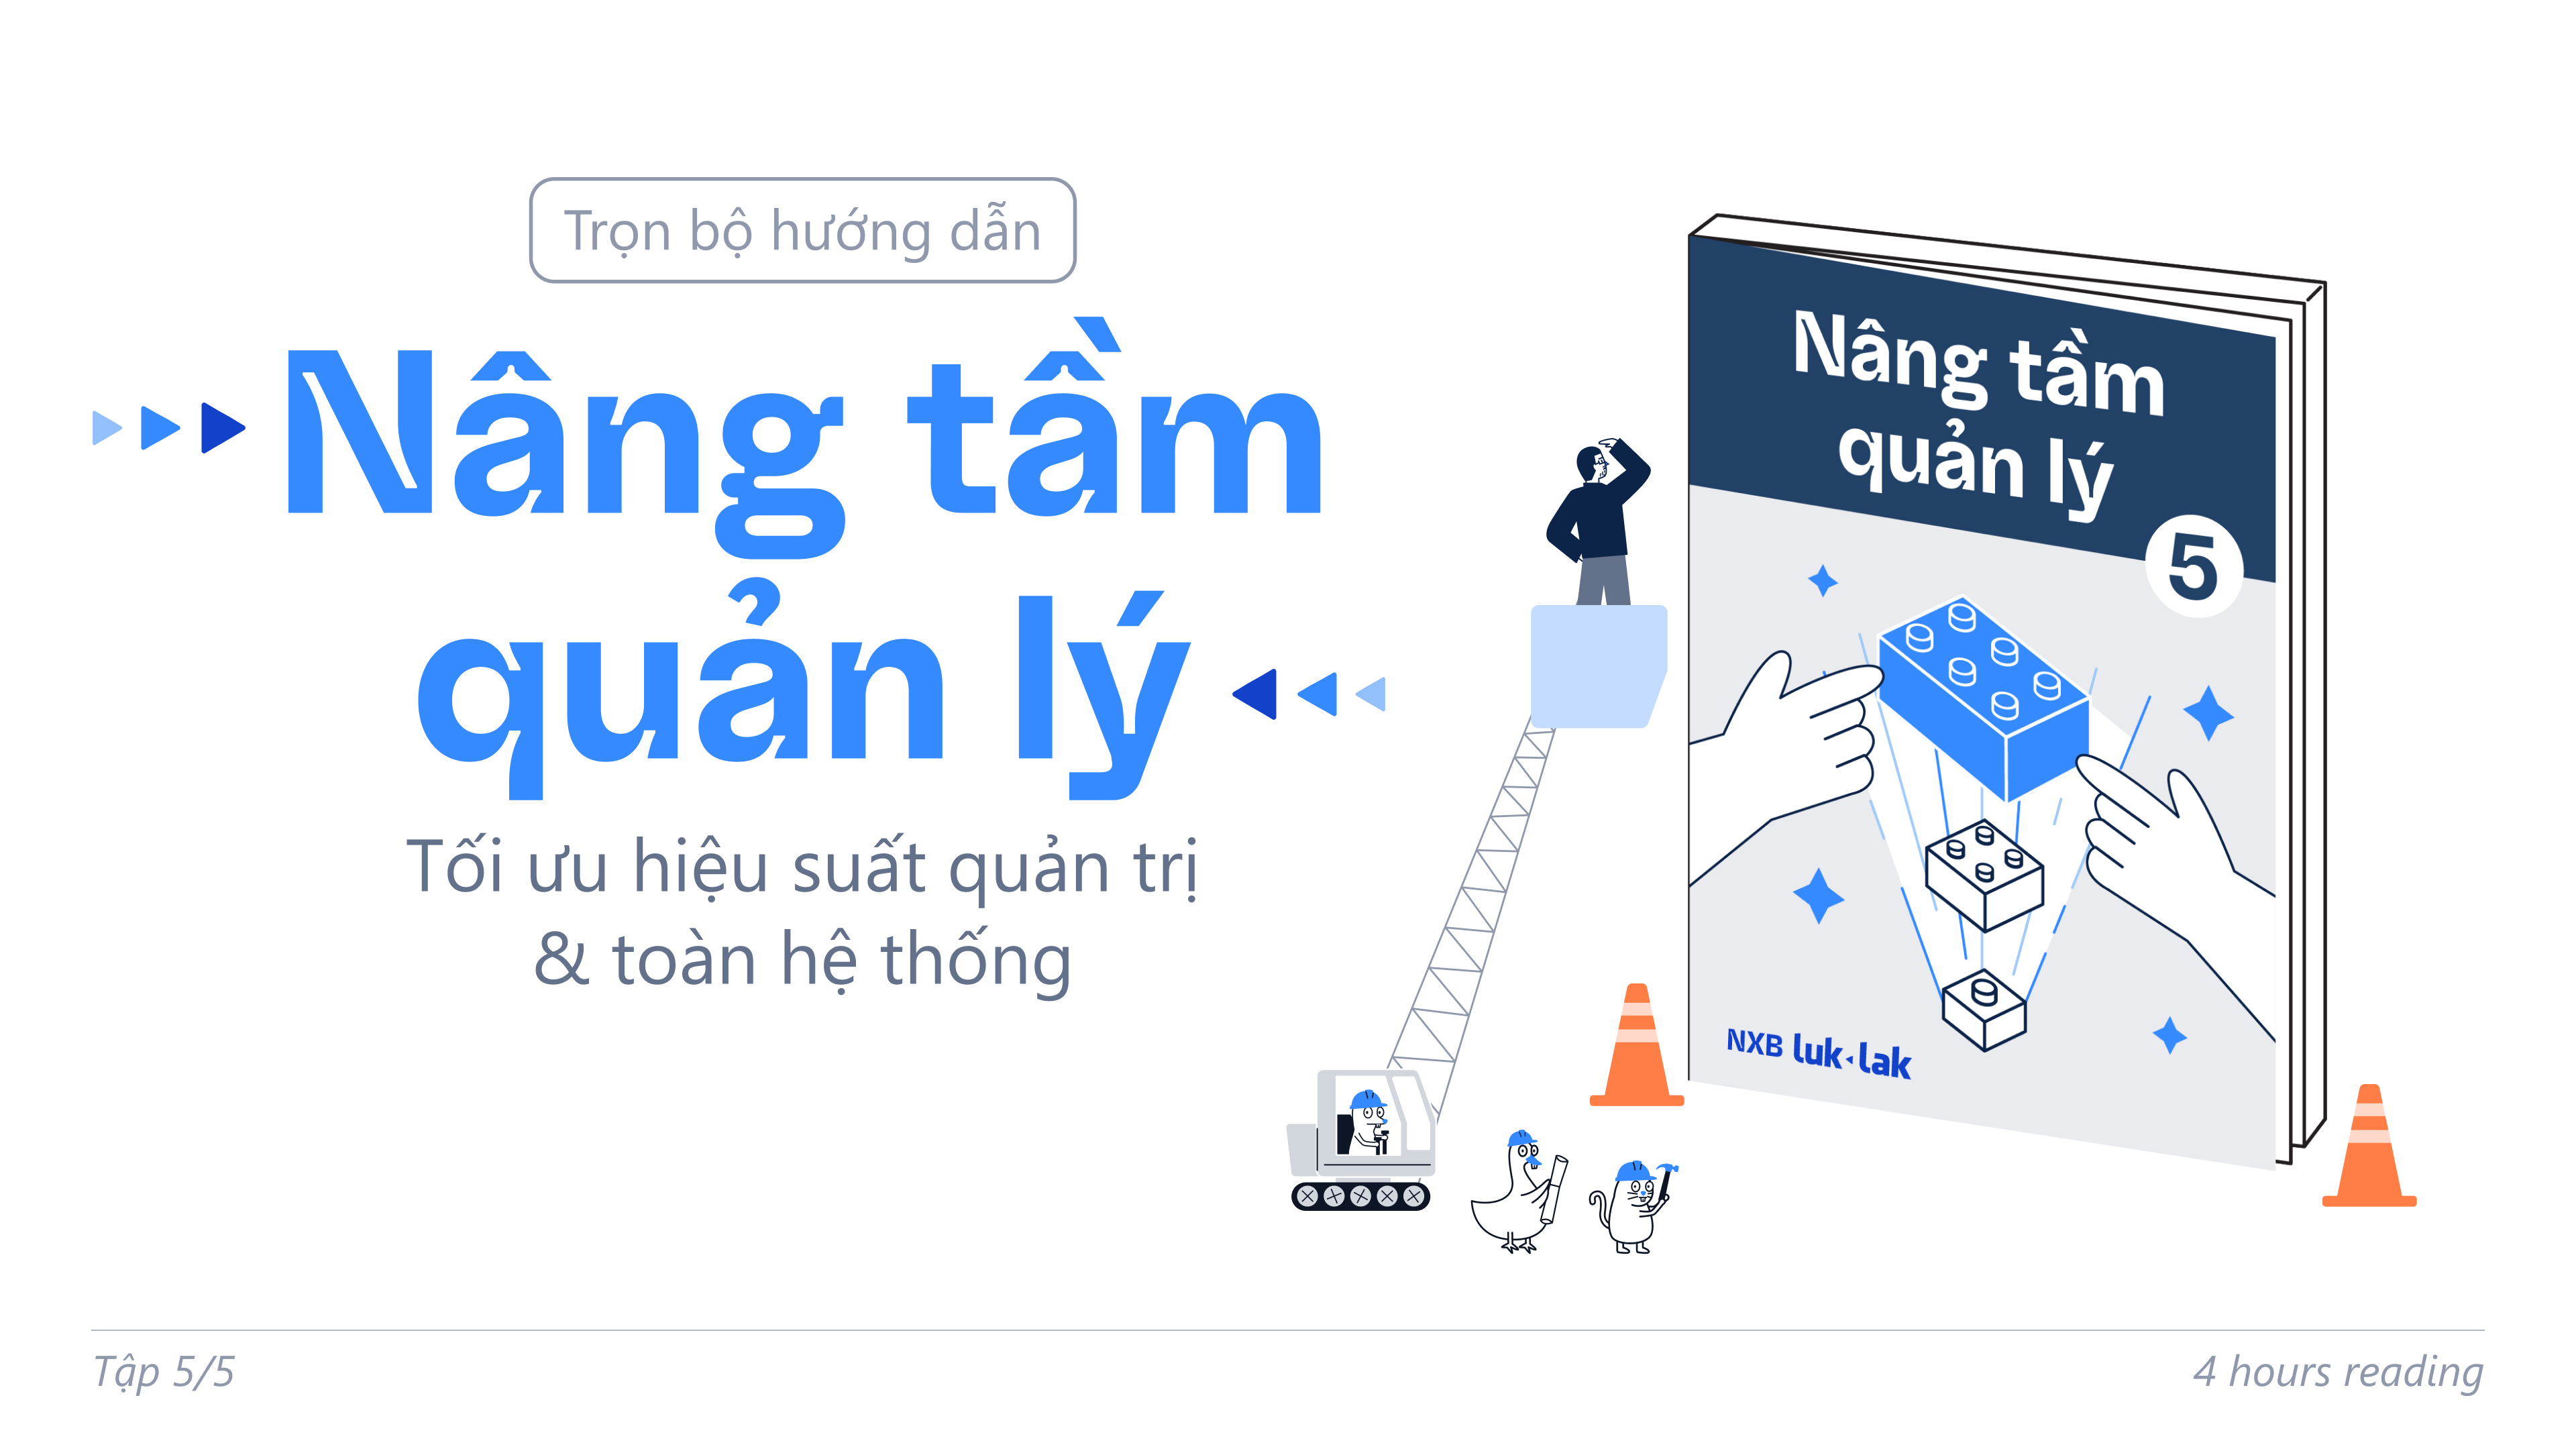 Trọn bộ hướng dẫn
Nâng tầm
quản lý
Tối ưu hiệu suất quản trị
& toàn hệ thống
Nâng tầm
quản lý
5
NXB luk lak
Tập 5/5
4 hours reading